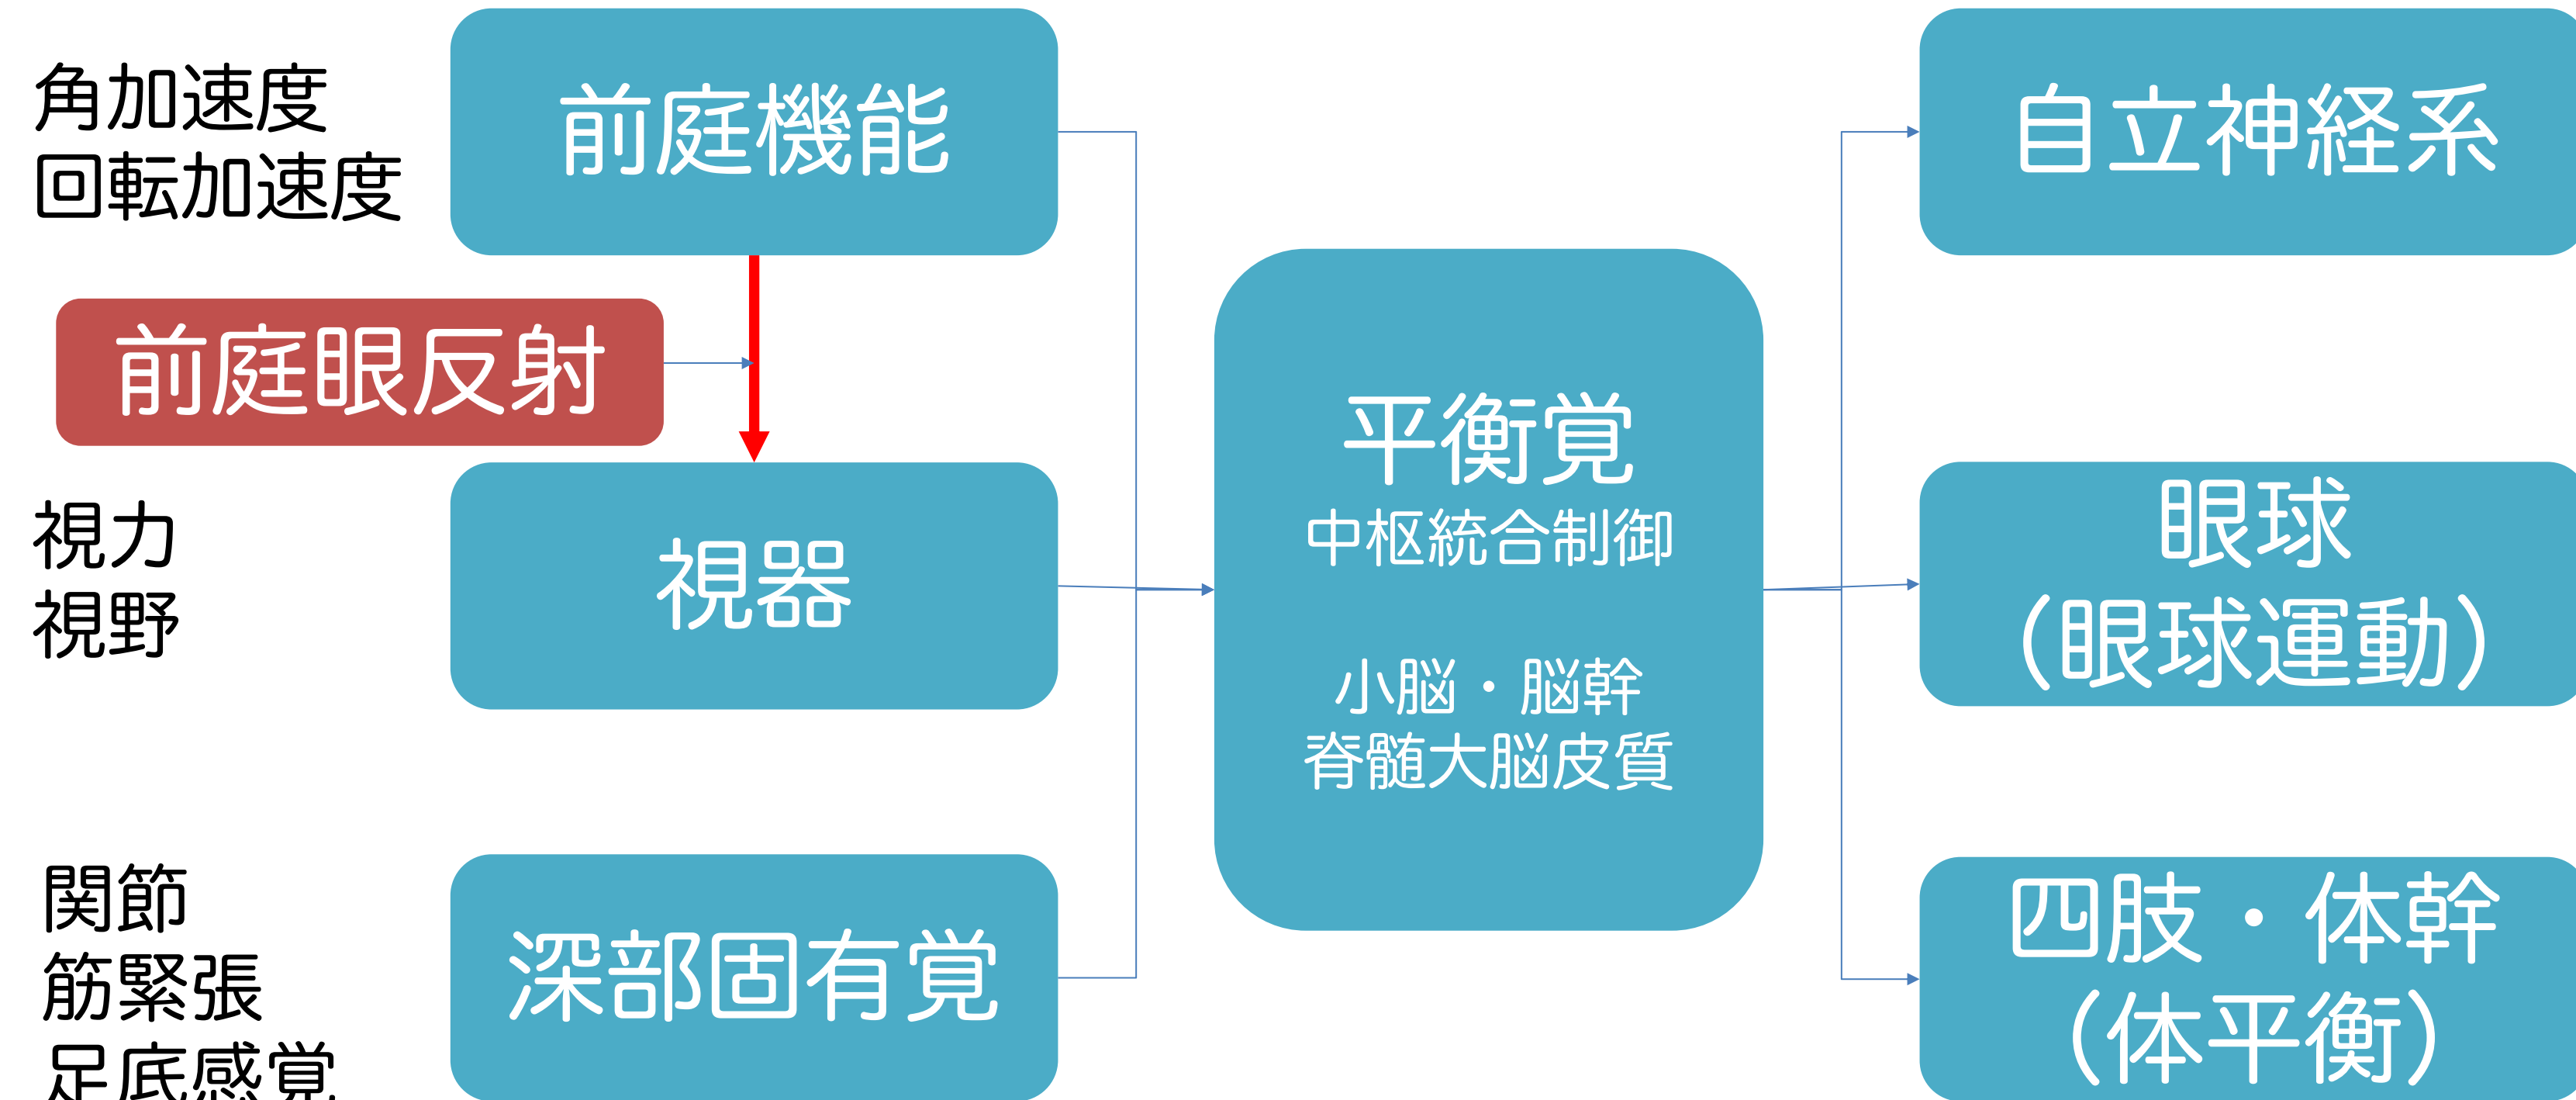 角加速度
回転加速度
前庭機能
前庭眼反射
視力
視野
視器
関節
筋緊張
足底感覚
深部固有覚
平衡覚
中枢統合制御
小脳・脳幹
脊髄大脳皮質
自立神経系
眼球
（眼球運動）
四肢・体幹
（体平衡）